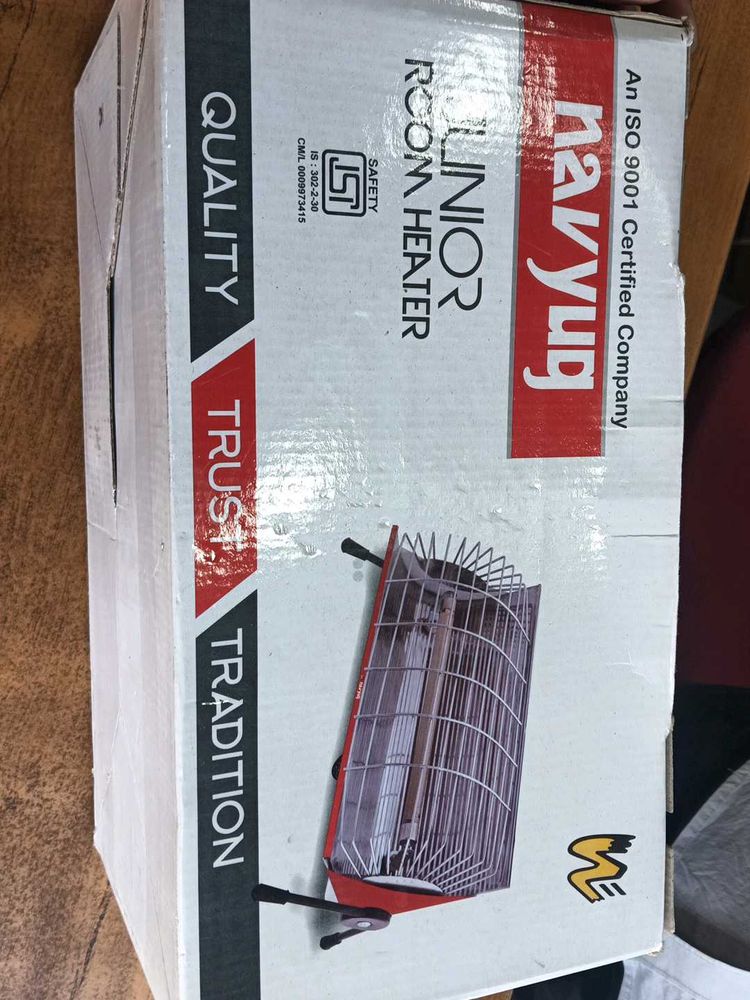 An ISO 9001 Certified Company
navyug
JUNIOR
ROOM HEATER
SAFETY
ISI
IS : 302-2-30
CM/L 0009973415
QUALITY TRUST TRADITION